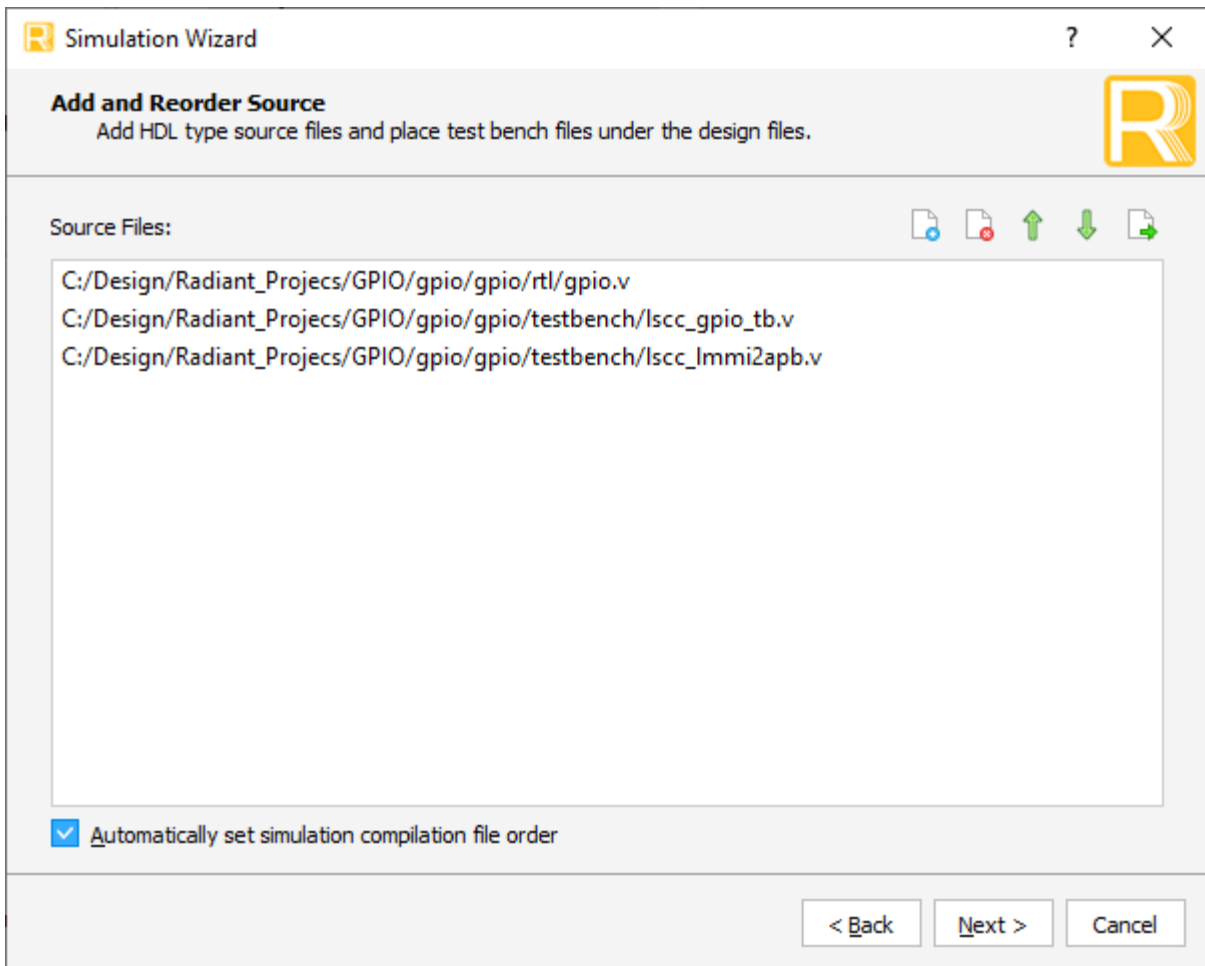 Simulation Wizard
?
Add and Reorder Source
Add HDL type source files and place test bench files under the design files.
Source Files:
C:/Design/Radiant_Projecs/GPIO/gpio/gpio/rtl/gpio.v
C:/Design/Radiant_Projecs/GPIO/gpio/gpio/testbench/lscc_gpio_tb.v
C:/Design/Radiant_Projecs/GPIO/gpio/gpio/testbench/lscc_lmmi2apb.v
Automatically set simulation compilation file order
< Back Next > Cancel